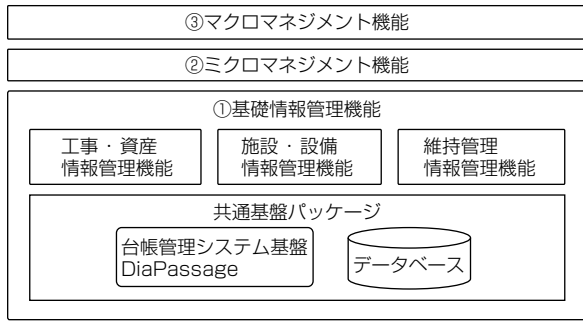 ③マクロマネジメント機能
②ミクロマネジメント機能
①基礎情報管理機能
工事・資産
情報管理機能
施設・設備
情報管理機能
維持管理
情報管理機能
共通基盤パッケージ
台帳管理システム基盤
DiaPassage
データベース